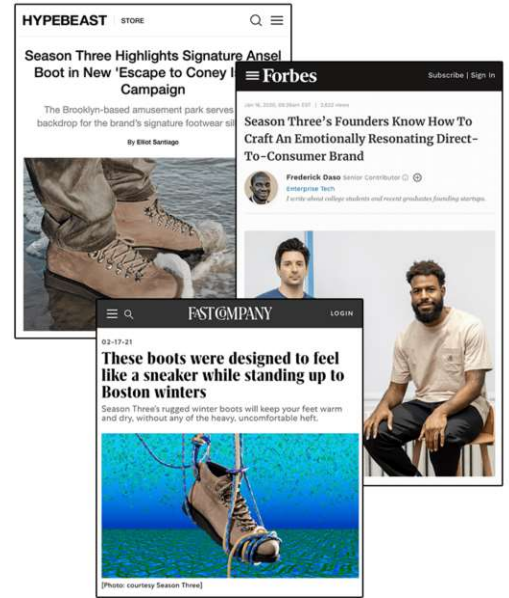 HYPEBEAST STORE
Season Three Highlights Signature Ansel
Boot in New 'Escape to Coney
Campaign
The Brooklyn-based amusement park serves
backdrop for the brand's signature footwear
By Eliot Santiago
Forbes
Subscribe | Sign In
Season Three's Founders Know How To
Craft An Emotionally Resonating Direct-
To-Consumer Brand
Frederick Daso Senior Contributor
Enterprise Tech
I write about college students and recent graduates founding startups.
FAST COMPANY
LOGIN
02-17-21
These boots were designed to feel
like a sneaker while standing up to
Boston winters
Season Three's rugged winter boots will keep your feet warm
and dry, without any of the heavy, uncomfortable heft.
[Photo: courtesy Season Three]